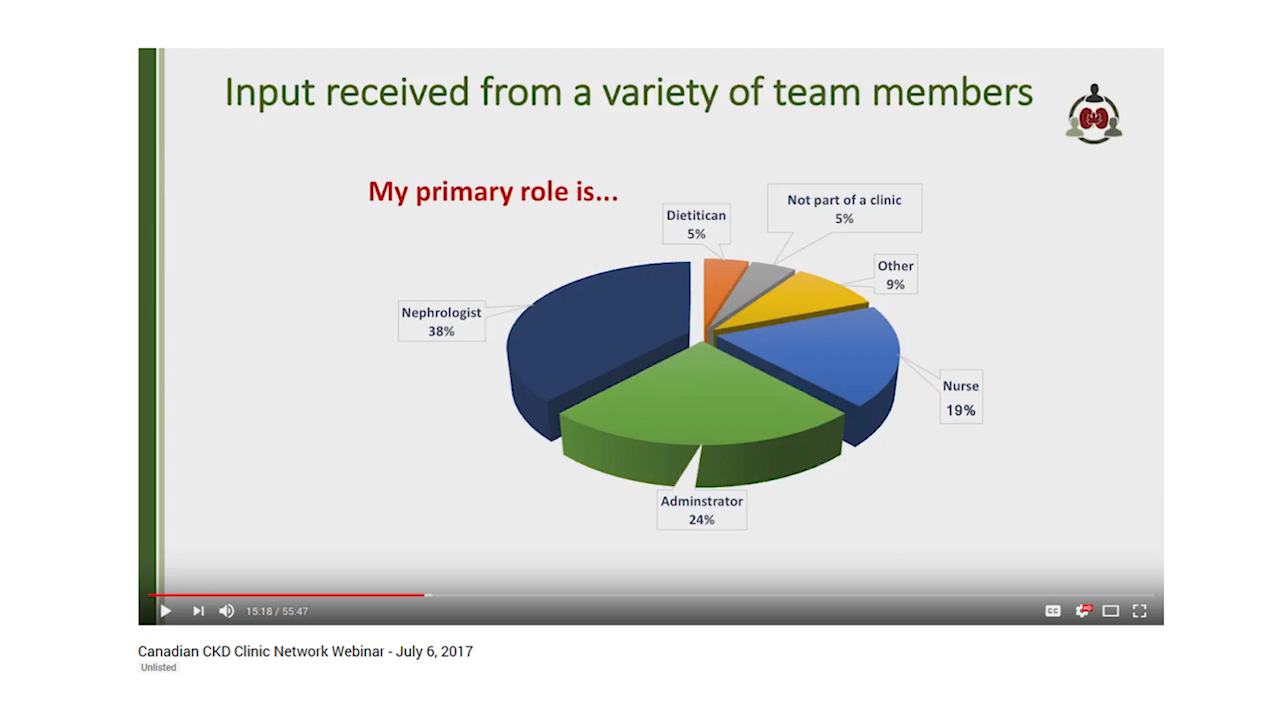 Input received from a variety of team members
My primary role is...
Dietitican
5%
Not part of a clinic
5%
Other
9%
Nephrologist
38%
Nurse
19%
Adminstrator
24%
15:18 / 55:47
CC
HD
Canadian CKD Clinic Network Webinar - July 6, 2017
Unlisted